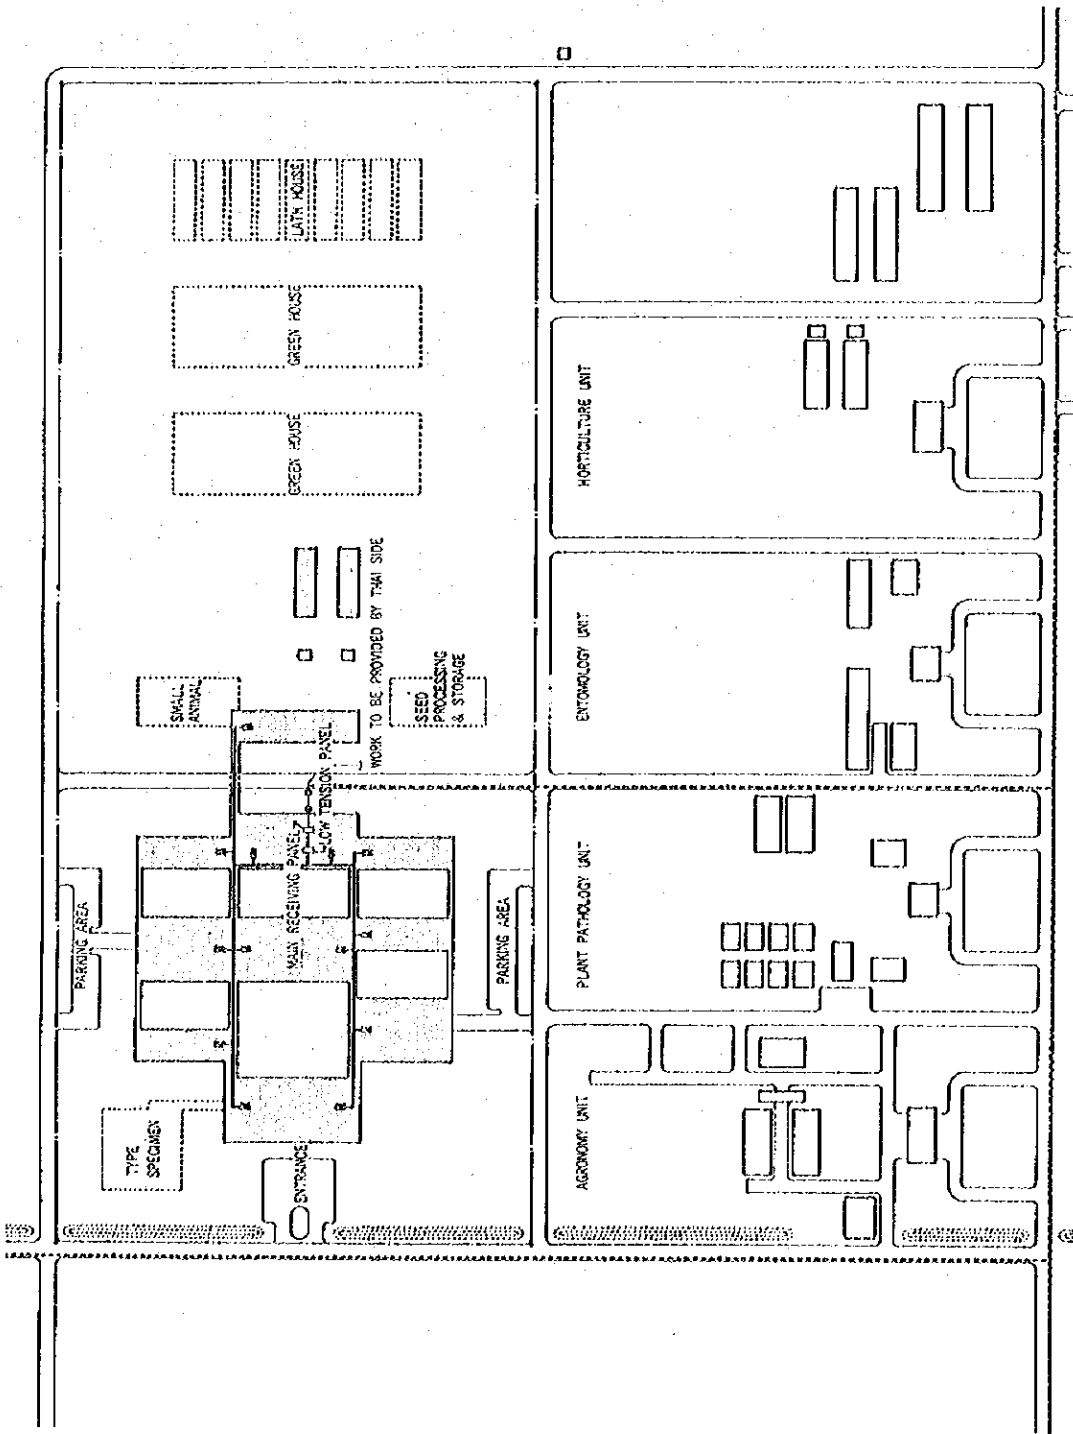 LATH HOUSE
GREEN HOUSE
GREEN HOUSE
SMALL
ANIMAL
WORK TO BE PROVIDED BY THAI SIDE
SEED
PROCESSING
& STORAGE
LOW TENSION PANEL
MAIN RECEIVING PANEL
PARKING AREA
PARKING AREA
TYPE
SPECIMEN
ENTRANCE
HORTICULTURE UNIT
ENTOMOLOGY UNIT
PLANT PATHOLOGY UNIT
AGRONOMY UNIT